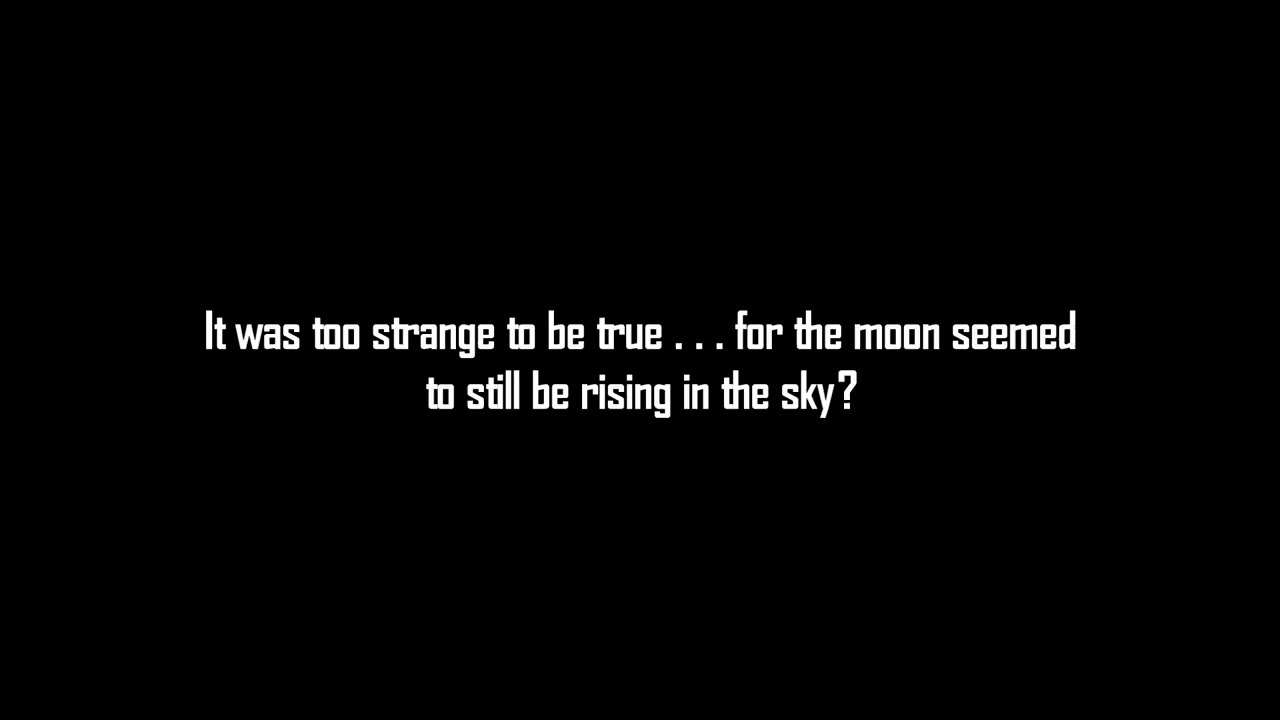 It was too strange to be true . . . for the moon seemed
to still be rising in the sky?